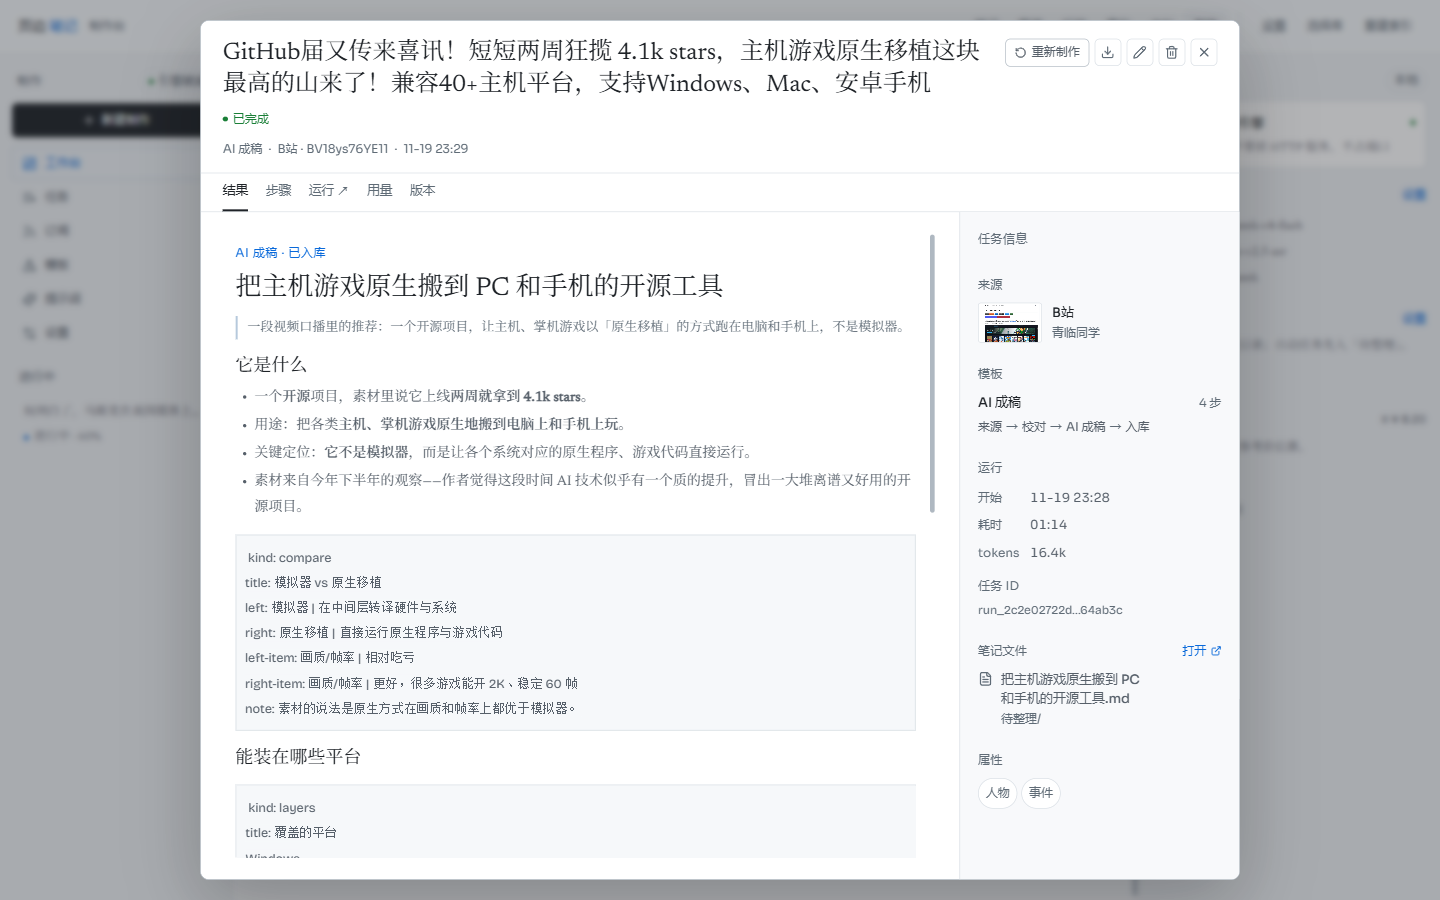 GitHub届又传来喜讯！短短两周狂揽 4.1k stars，主机游戏原生移植这块
最高的山来了！兼容40+主机平台，支持Windows、Mac、安卓手机
重新制作
已完成
AI 成稿 · B站 · BV18ys76YE11 · 11-19 23:29
结果 步骤 运行 ↗ 用量 版本
AI 成稿 · 已入库
把主机游戏原生搬到 PC 和手机的开源工具
一段视频口播里的推荐：一个开源项目，让主机、掌机游戏以「原生移植」的方式跑在电脑和手机上，不是模拟器。
它是什么
• 一个开源项目，素材里说它上线两周就拿到 4.1k stars。
• 用途：把各类主机、掌机游戏原生地搬到电脑上和手机上玩。
• 关键定位：它不是模拟器，而是让各个系统对应的原生程序、游戏代码直接运行。
• 素材来自今年下半年的观察——作者觉得这段时间 AI 技术似乎有一个质的提升，冒出一大堆离谱又好用的开
源项目。
kind: compare
title: 模拟器 vs 原生移植
left: 模拟器 | 在中间层转译硬件与系统
right: 原生移植 | 直接运行原生程序与游戏代码
left-item: 画质/帧率 | 相对吃亏
right-item: 画质/帧率 | 更好，很多游戏能开 2K、稳定 60 帧
note: 素材的说法是原生方式在画质和帧率上都优于模拟器。
能装在哪些平台
kind: layers
title: 覆盖的平台
Windows
任务信息
来源
B站
青临同学
模板
AI 成稿 4 步
来源 → 校对 → AI 成稿 → 入库
运行
开始 11-19 23:28
耗时 01:14
tokens 16.4k
任务 ID
run_2c2e02722d...64ab3c
笔记文件 打开
把主机游戏原生搬到 PC
和手机的开源工具.md
待整理/
属性
人物 事件